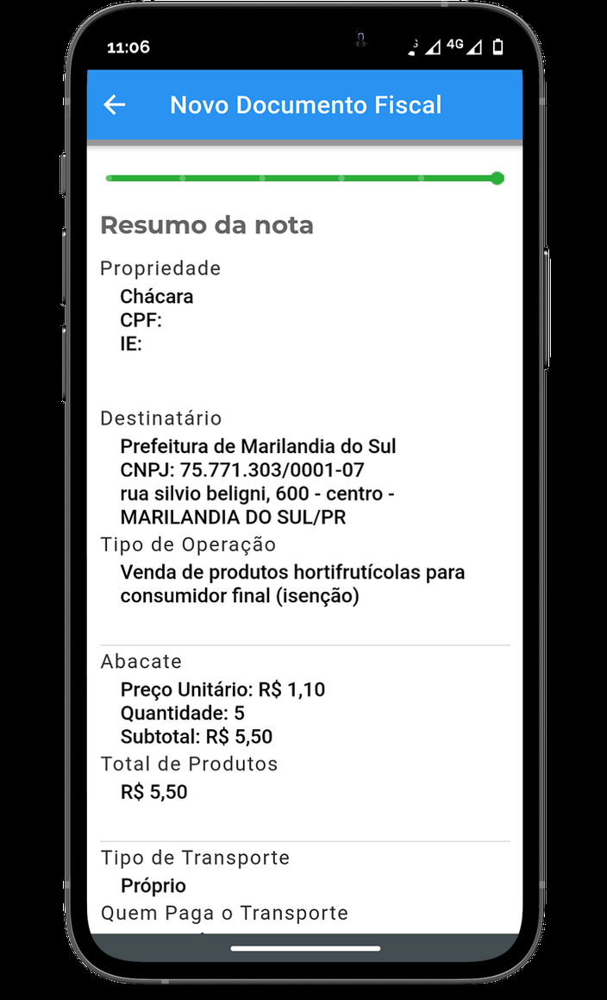 11:06
4G
Novo Documento Fiscal
Resumo da nota
Propriedade
Chácara
CPF:
IE:
Destinatário
Prefeitura de Marilandia do Sul
CNPJ: 75.771.303/0001-07
rua silvio beligni, 600 - centro -
MARILANDIA DO SUL/PR
Tipo de Operação
Venda de produtos hortifrutícolas para
consumidor final (isenção)
Abacate
Preço Unitário: R$ 1,10
Quantidade: 5
Subtotal: R$ 5,50
Total de Produtos
R$ 5,50
Tipo de Transporte
Próprio
Quem Paga o Transporte